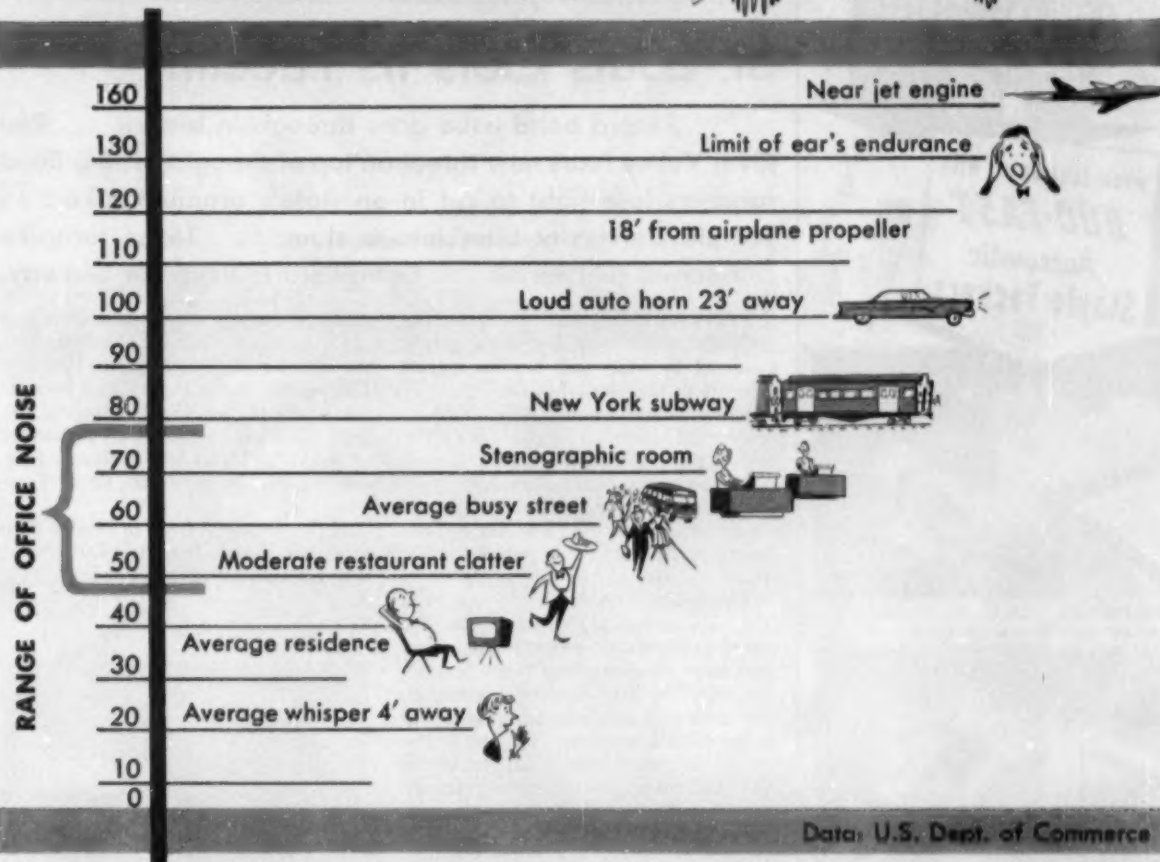 160
Near jet engine
130
Limit of ear's endurance
120
18' from airplane propeller
110
100
Loud auto horn 23' away
90
80
New York subway
70
Stenographic room
60
Average busy street
50
Moderate restaurant clatter
40
Average residence
30
20
Average whisper 4' away
10
0
RANGE OF OFFICE NOISE
Data: U.S. Dept. of Commerce